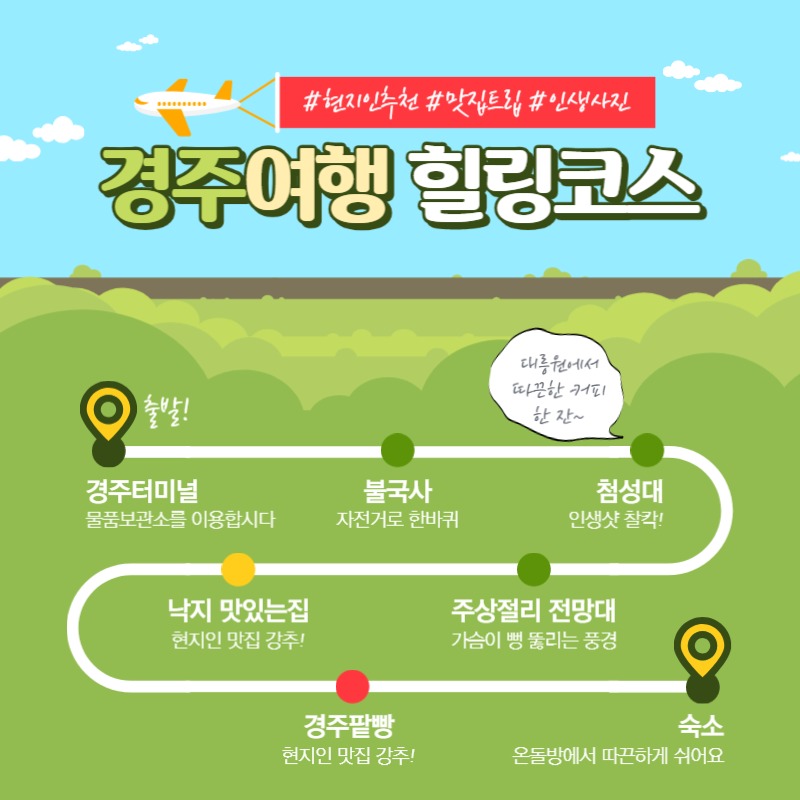 #현지인추천 #맛집트립 #인생사진
경주여행 힐링코스
대릉원에서
따끈한 커피
한 잔~
출발!
경주터미널
물품보관소를 이용합시다
불국사
자전거로 한바퀴
첨성대
인생샷 찰칵!
낙지 맛있는집
현지인 맛집 강추!
주상절리 전망대
가슴이 뻥 뚫리는 풍경
경주팥빵
현지인 맛집 강추!
숙소
온돌방에서 따끈하게 쉬어요